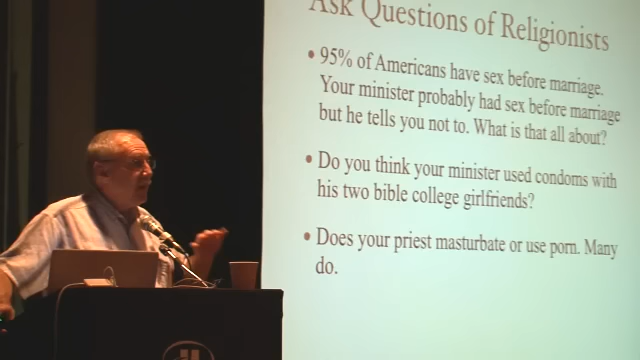 Ask Questions of Religionists
• 95% of Americans have sex before marriage.
Your minister probably had sex before marriage
but he tells you not to. What is that all about?
• Do you think your minister used condoms with
his two bible college girlfriends?
• Does your priest masturbate or use porn. Many
do.